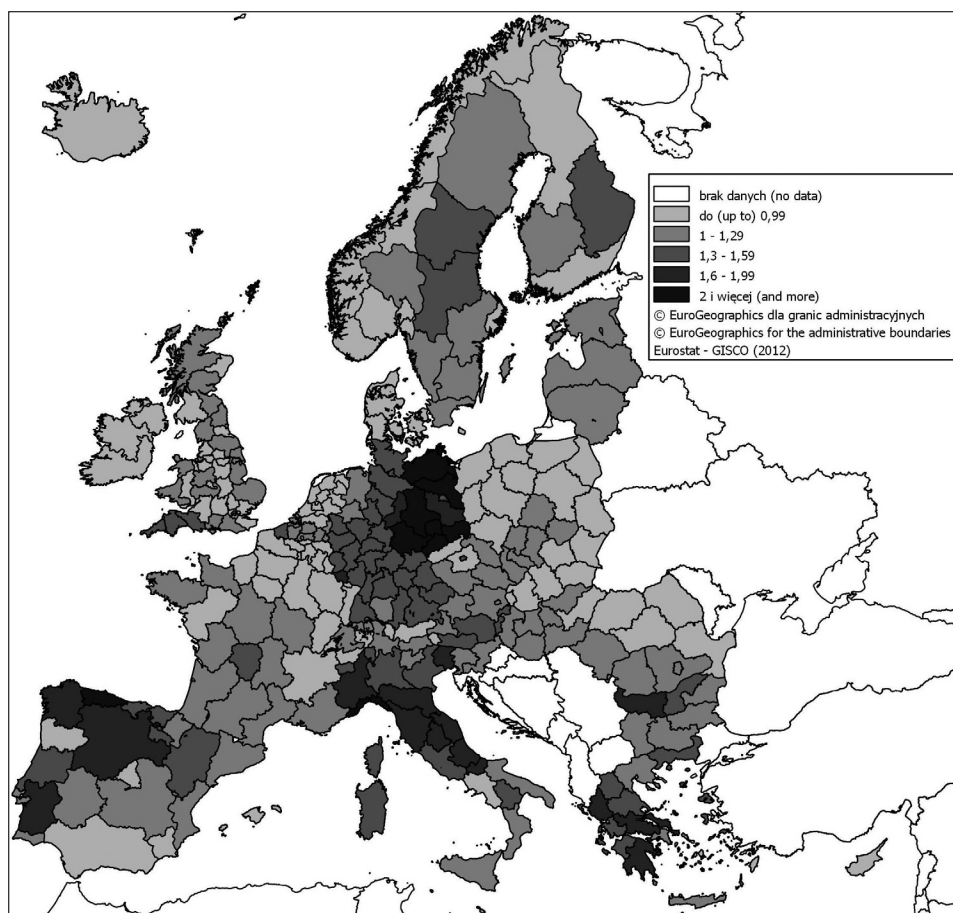 brak danych (no data)
do (up to) 0,99
1 - 1,29
1,3 - 1,59
1,6 - 1,99
2 i więcej (and more)
© EuroGeographics dla granic administracyjnych
© EuroGeographics for the administrative boundaries
Eurostat - GISCO (2012)